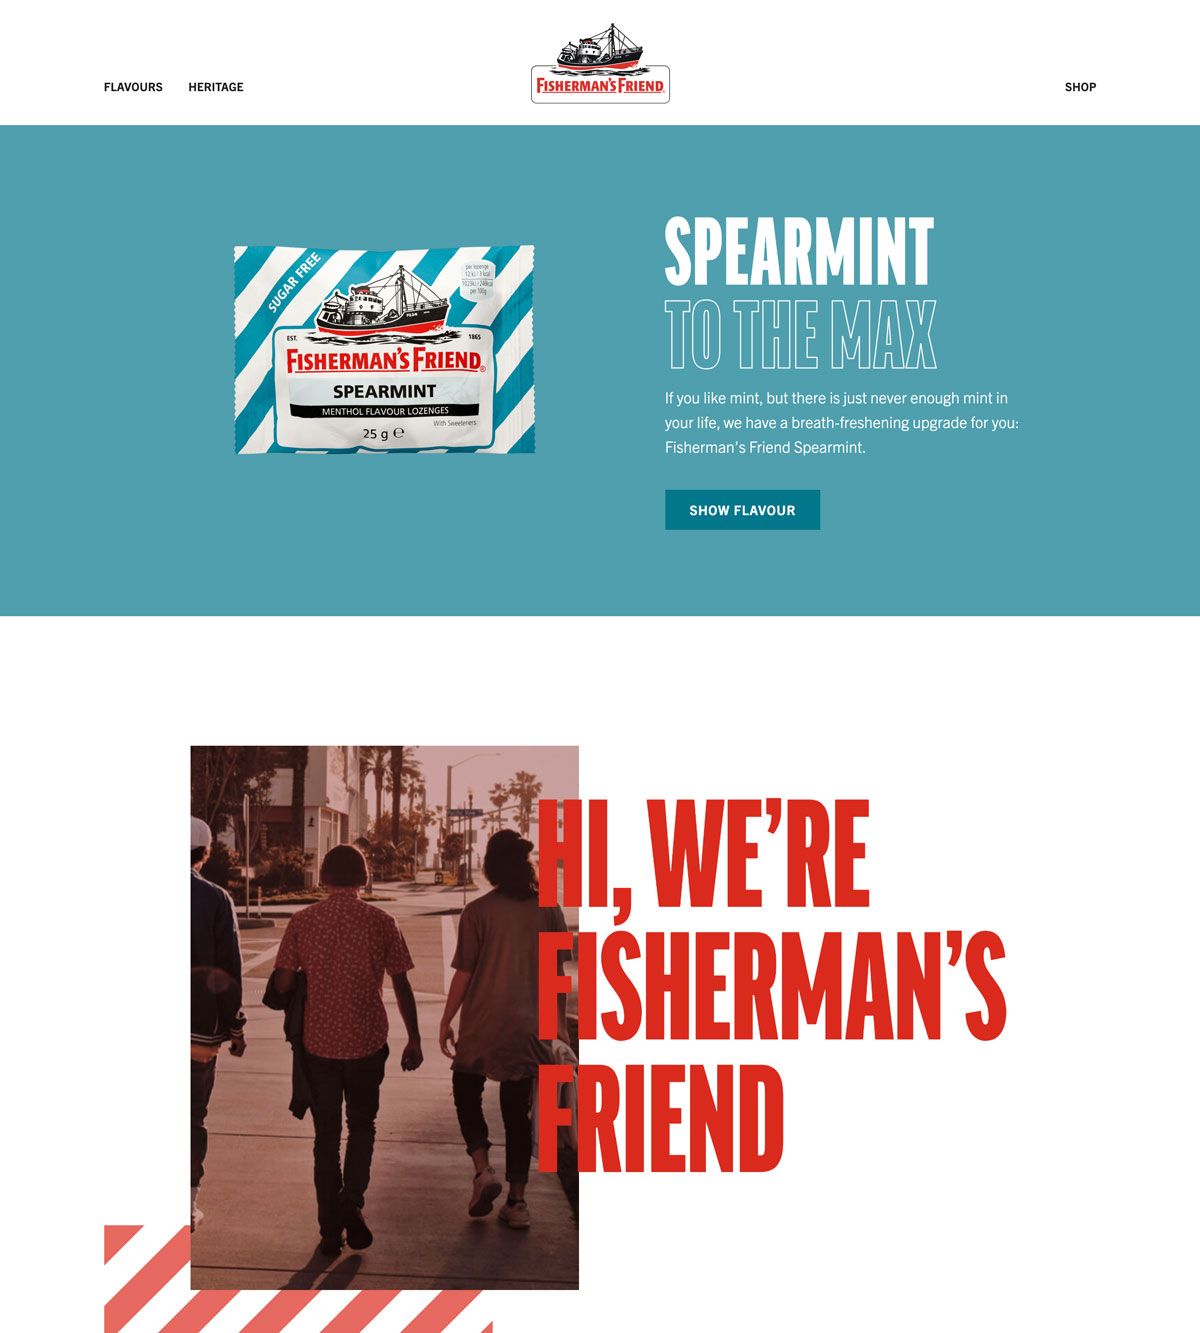 FLAVOURS HERITAGE
FISHERMAN'S FRIEND
SHOP
SUGAR FREE
per lozenge
12 kJ / 3 kcal
per 100g
EST. 1865
FISHERMAN'S FRIEND®
SPEARMINT
MENTHOL FLAVOUR LOZENGES
With Sweeteners
25 g ℮
SPEARMINT
TO THE MAX
If you like mint, but there is just never enough mint in
your life, we have a breath-freshening upgrade for you:
Fisherman's Friend Spearmint.
SHOW FLAVOUR
HI, WE’RE
FISHERMAN’S
FRIEND